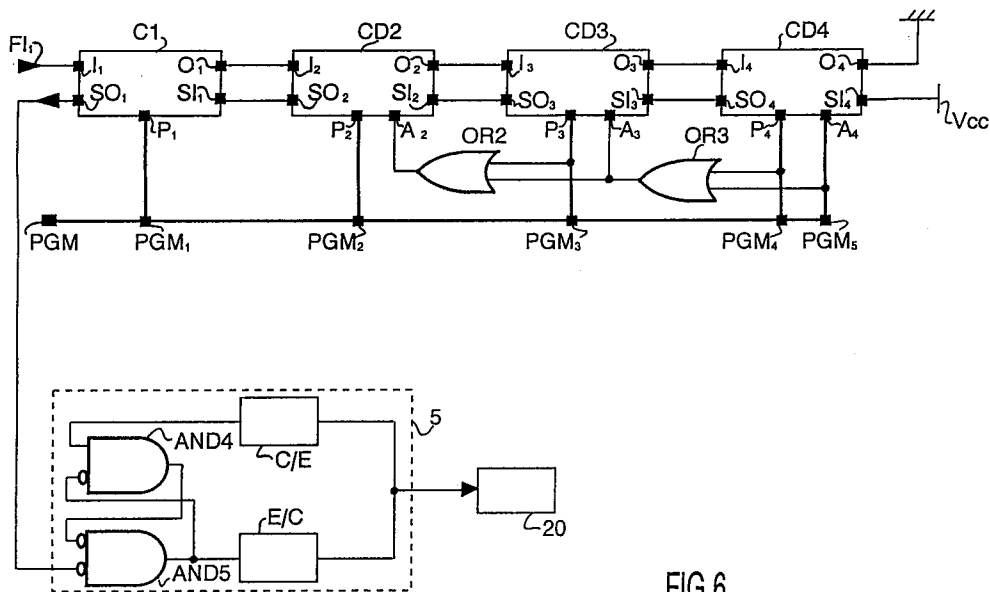 C1 CD2 CD3 CD4
FI₁ I₁ O₁ I₂ O₂ I₃ O₃ I₄ O₄
SO₁ SI₁ SO₂ SI₂ SO₃ SI₃ SO₄ SI₄
P₁ P₂ A₂ P₃ A₃ P₄ A₄ Vcc
OR2 OR3
PGM PGM₁ PGM₂ PGM₃ PGM₄ PGM₅
5
AND4
C/E
E/C
20
AND5
FIG.6